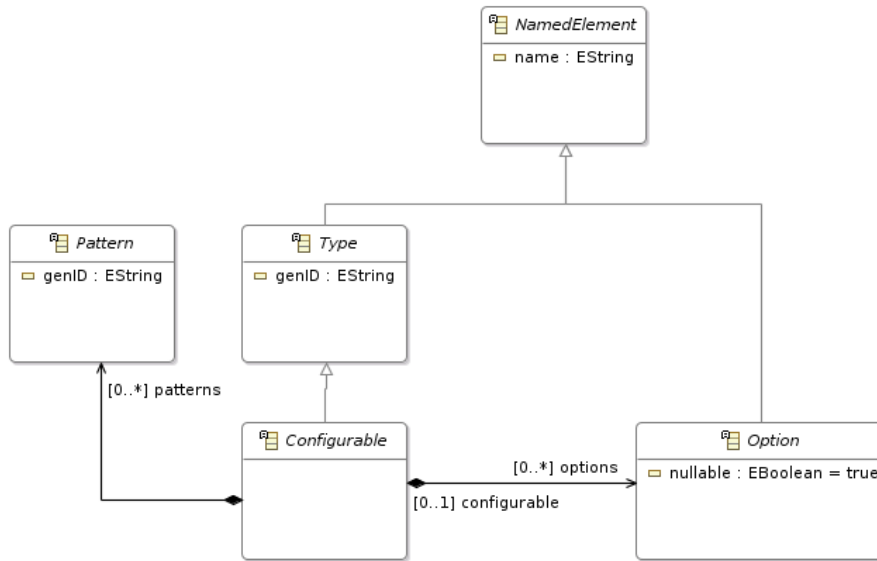 NamedElement
name : EString
Pattern
genID : EString
Type
genID : EString
[0..*] patterns
Configurable
[0..*] options
[0..1] configurable
Option
nullable : EBoolean = true